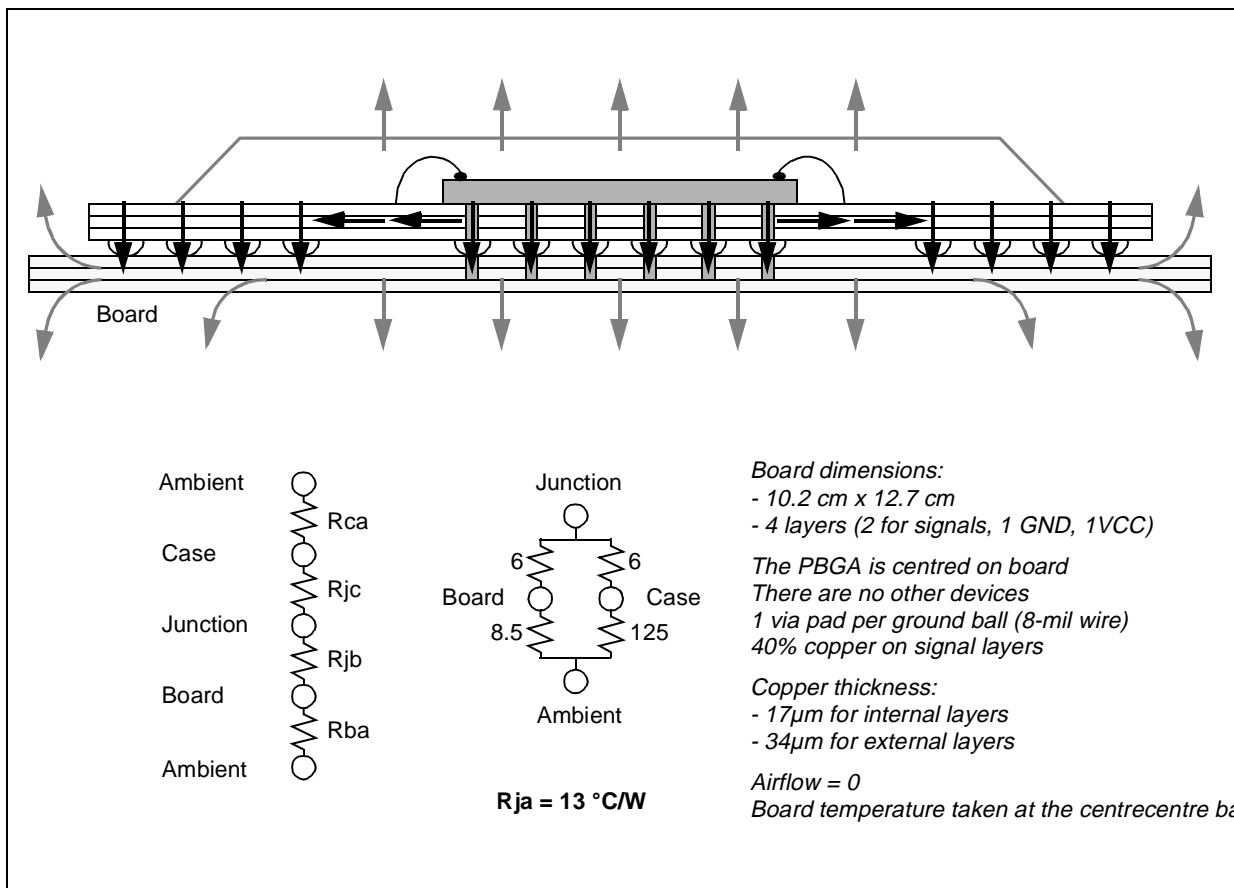 Board
Ambient
Rca
Case
Rjc
Junction
Rjb
Board
Rba
Ambient
Junction
6 6
Board Case
8.5 125
Ambient
Rja = 13 °C/W
Board dimensions:
- 10.2 cm x 12.7 cm
- 4 layers (2 for signals, 1 GND, 1VCC)
The PBGA is centred on board
There are no other devices
1 via pad per ground ball (8-mil wire)
40% copper on signal layers
Copper thickness:
- 17µm for internal layers
- 34µm for external layers
Airflow = 0
Board temperature taken at the centrecentre